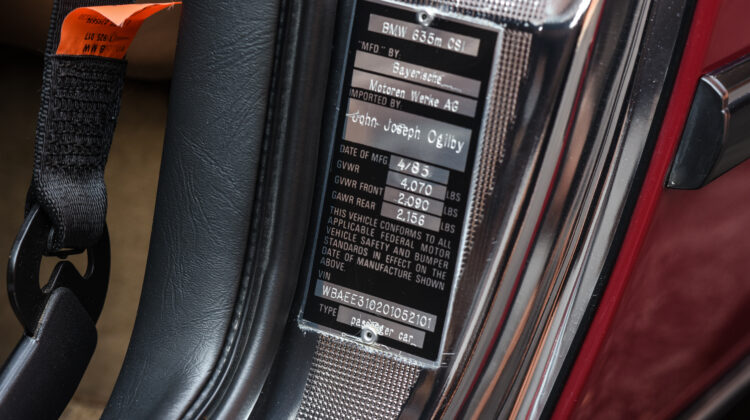 BMW
BMW 635m CSI
"MFD" BY
Bayerische
Motoren Werke AG
IMPORTED BY
John Joseph Ogilby
DATE OF MFG 4/85
GVWR 4.070 LBS
GVWR FRONT 2.090 LBS
GAWR REAR 2.156 LBS
THIS VEHICLE CONFORMS TO ALL
APPLICABLE FEDERAL MOTOR
VEHICLE SAFETY AND BUMPER
STANDARDS IN EFFECT ON THE
DATE OF MANUFACTURE SHOWN
ABOVE.
VIN
WBAEE310201052101
TYPE
passenger car